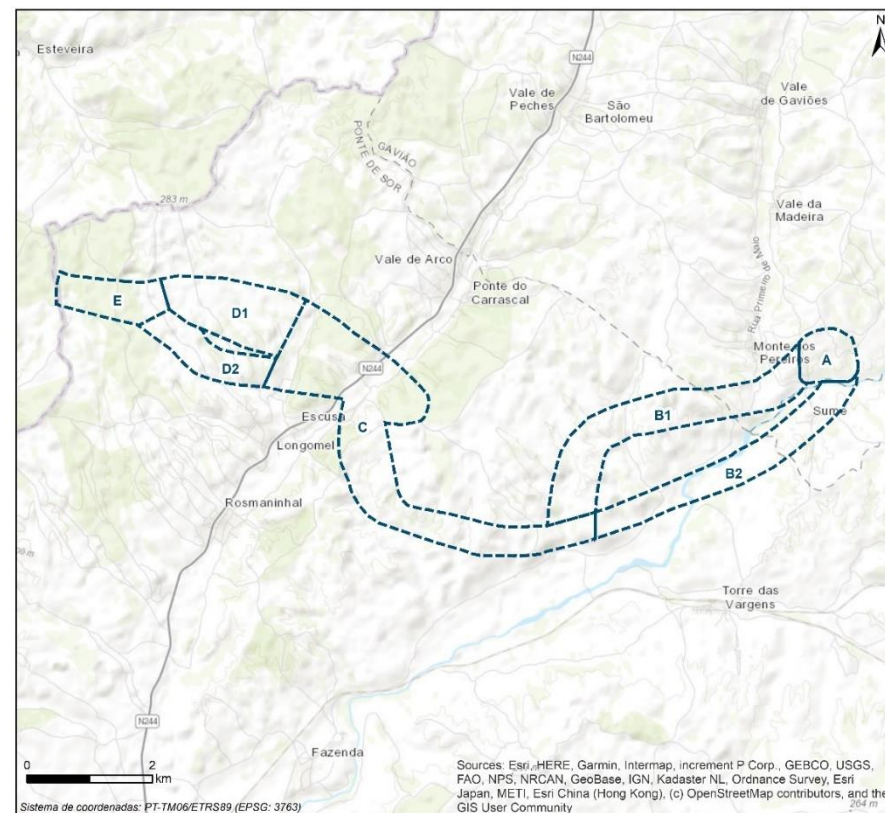 N
Esteveira
N244
Vale de
Peches
São
Bartolomeu
Vale
de Gaviões
GAVIÃO
PONTE DE SOR
283 m
Vale da
Madeira
Vale de Arco
Ponte do
Carrascal
Rua Primeiro de Maio
E
D1
D2
N244
Monte dos
Pereiros
A
Sume
B1
Escusa
C
Longomel
B2
Rosmaninhal
Torre das
Vargens
N244
Fazenda
0 2
km
Sources: Esri, HERE, Garmin, Intermap, increment P Corp., GEBCO, USGS,
FAO, NPS, NRCAN, GeoBase, IGN, Kadaster NL, Ordnance Survey, Esri
Japan, METI, Esri China (Hong Kong), (c) OpenStreetMap contributors, and the
GIS User Community
Sistema de coordenadas: PT-TM06/ETRS89 (EPSG: 3763)
264 m